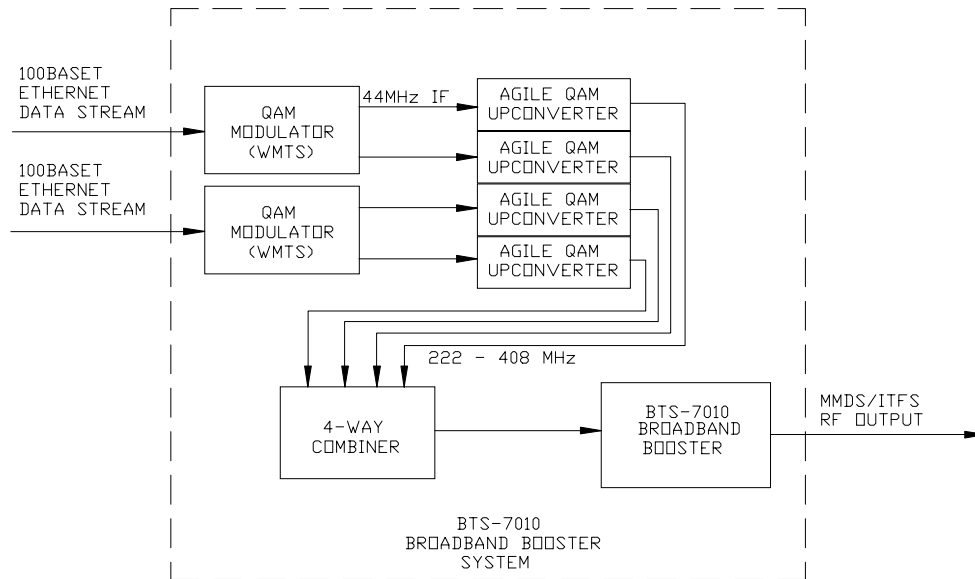 100BASET
ETHERNET
DATA STREAM
100BASET
ETHERNET
DATA STREAM
QAM
MODULATOR
(WMTS)
QAM
MODULATOR
(WMTS)
44MHz IF
AGILE QAM
UPCONVERTER
AGILE QAM
UPCONVERTER
AGILE QAM
UPCONVERTER
AGILE QAM
UPCONVERTER
222 - 408 MHz
4-WAY
COMBINER
BTS-7010
BROADBAND
BOOSTER
MMDS/ITFS
RF OUTPUT
BTS-7010
BROADBAND BOOSTER
SYSTEM